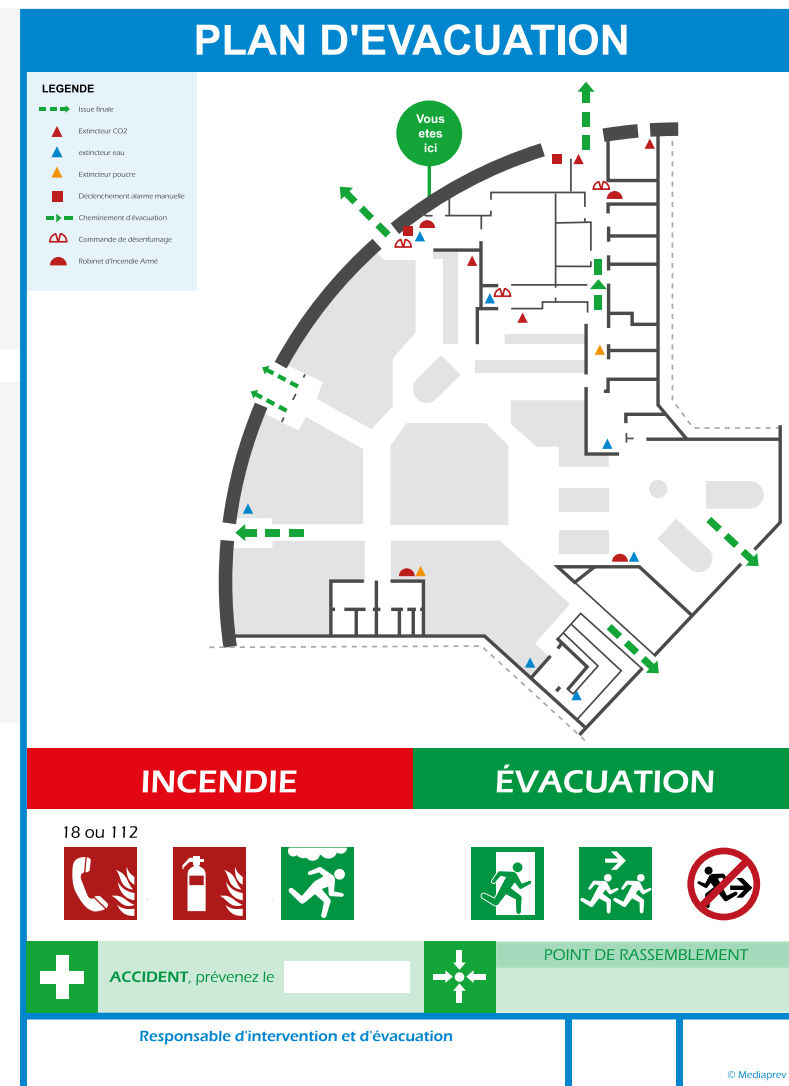 PLAN D'EVACUATION
LEGENDE
Issue finale
Extincteur CO2
extincteur eau
Extincteur poucre
Déclenchement alarme manuelle
Cheminement d'évacuation
Commande de désenfumage
Robinet d'Incendie Armé
Vous
etes
ici
INCENDIE
ÉVACUATION
18 ou 112
ACCIDENT, prévenez le
POINT DE RASSEMBLEMENT
Responsable d'intervention et d'évacuation
© Mediaprev